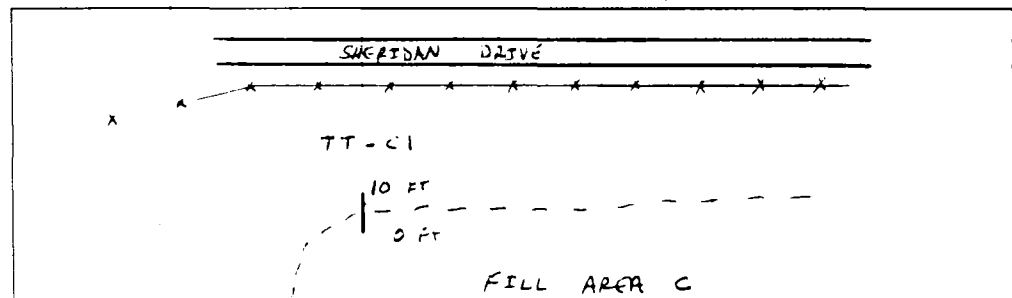 SHERIDAN DRIVE
TT-C1
10 FT
0 FT
FILL AREA C